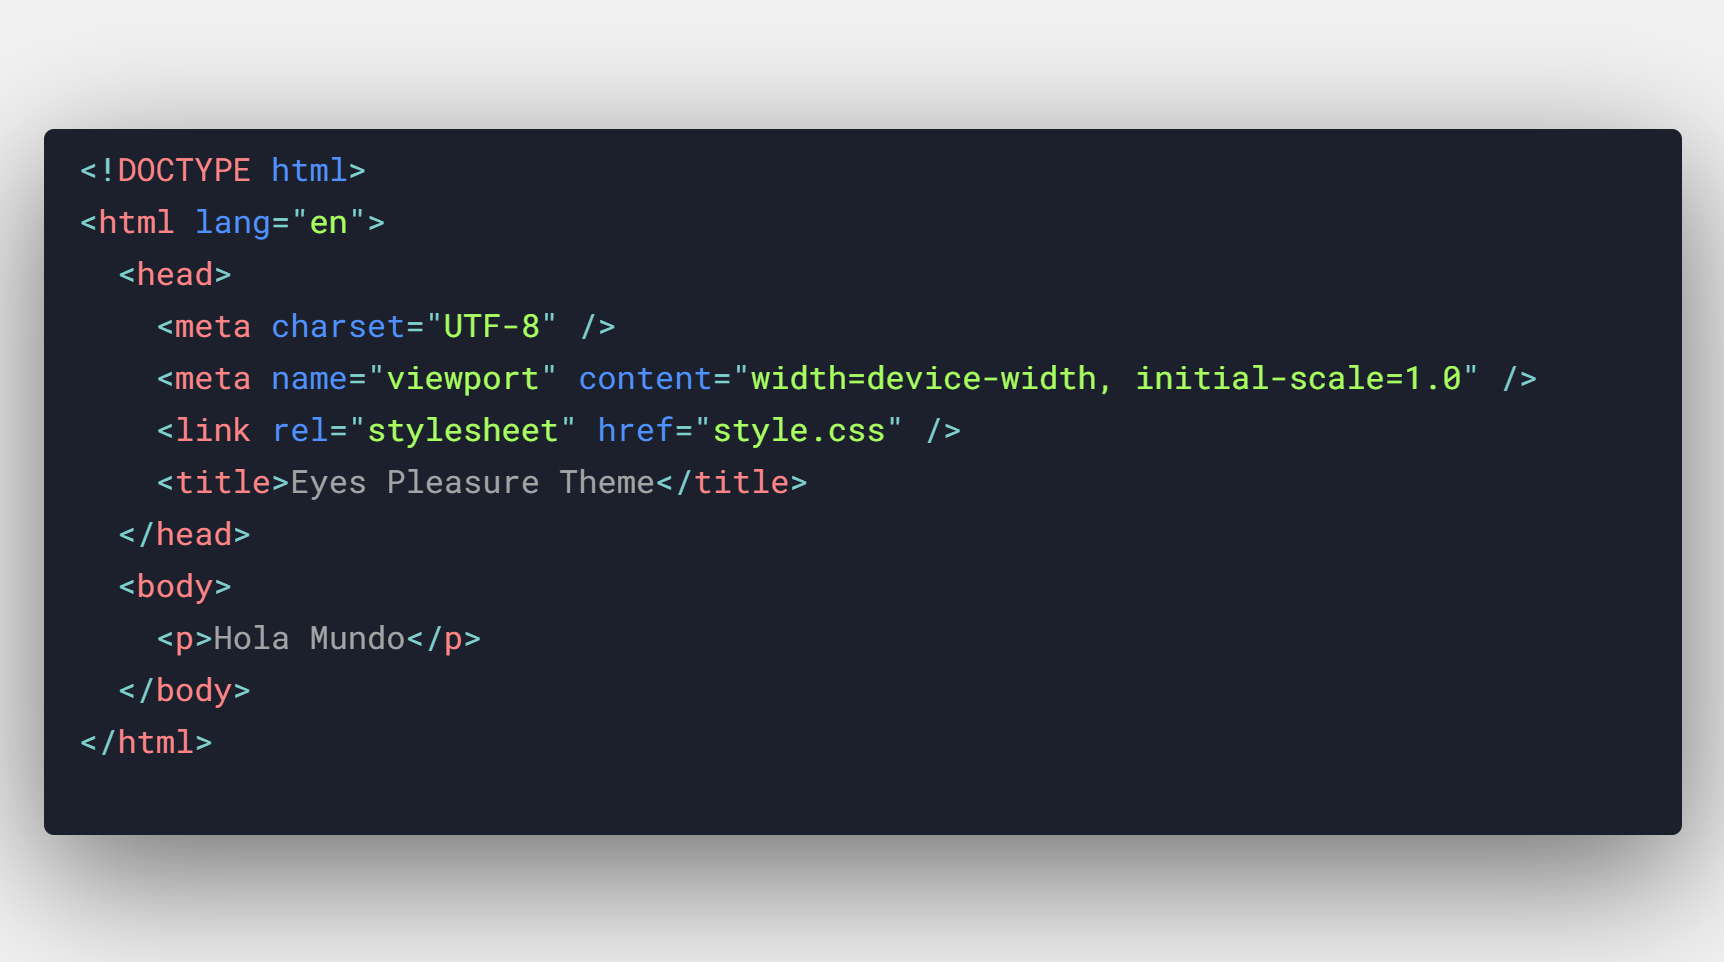 <!DOCTYPE html>
<html lang="en">
  <head>
    <meta charset="UTF-8" />
    <meta name="viewport" content="width=device-width, initial-scale=1.0" />
    <link rel="stylesheet" href="style.css" />
    <title>Eyes Pleasure Theme</title>
  </head>
  <body>
    <p>Hola Mundo</p>
  </body>
</html>